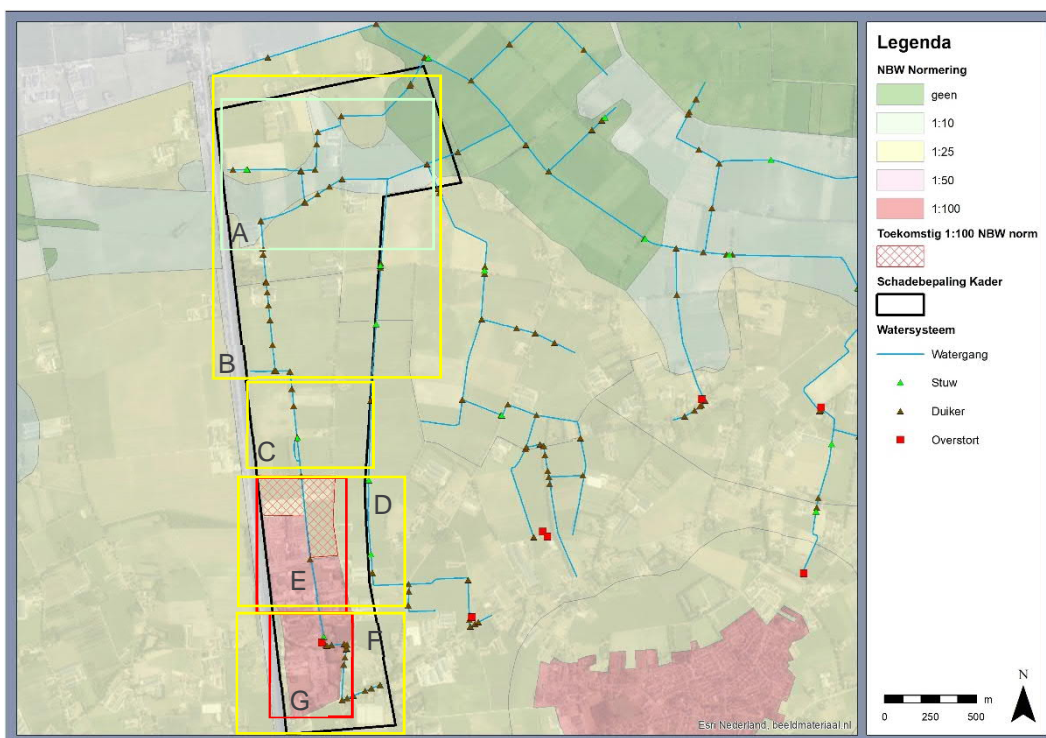 A
B
C
D
E
F
G
Esri Nederland, beeldmateriaal.nl
Legenda
NBW Normering
geen
1:10
1:25
1:50
1:100
Toekomstig 1:100 NBW norm
Schadebepaling Kader
Watersysteem
Watergang
Stuw
Duiker
Overstort
N
m
0 250 500